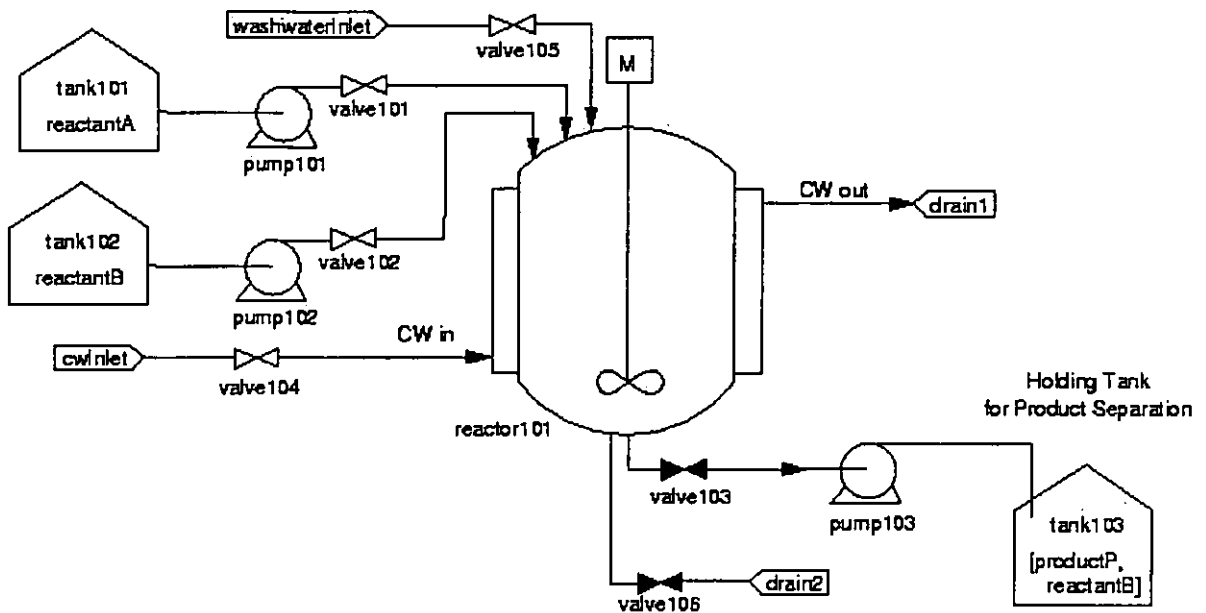 washwaterinlet
valve105
M
tank101
reactantA
valve101
pump101
CW out
drain1
tank102
reactantB
valve102
pump102
CW in
cwinlet
valve104
Holding Tank
for Product Separation
reactor101
valve103
pump103
tank103
[productP,
reactantB]
drain2
valve106